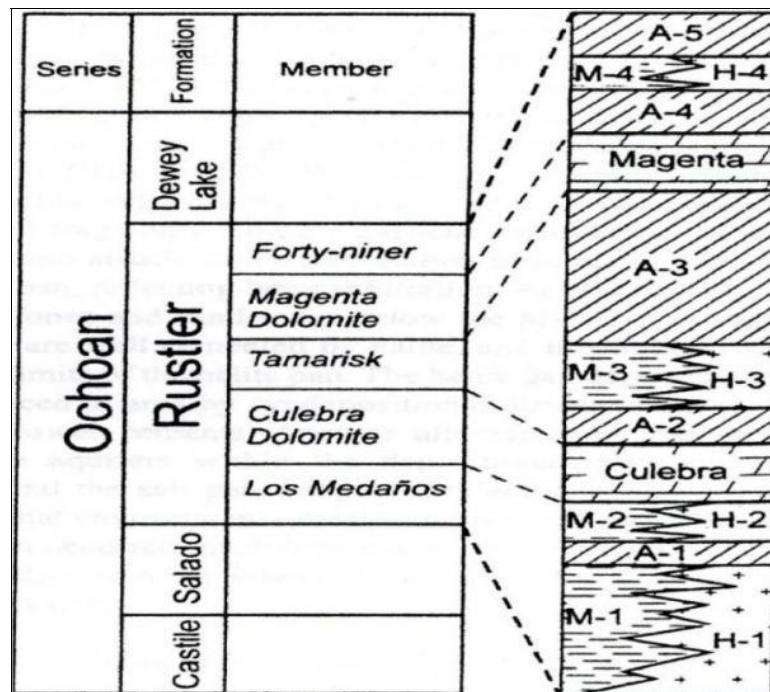 Series
Formation
Member
Ochoan
Dewey
Lake
Rustler
Salado
Castile
Forty-niner
Magenta
Dolomite
Tamarisk
Culebra
Dolomite
Los Medaños
A-5
M-4 H-4
A-4
Magenta
A-3
M-3 H-3
A-2
Culebra
M-2 H-2
A-1
M-1 H-1